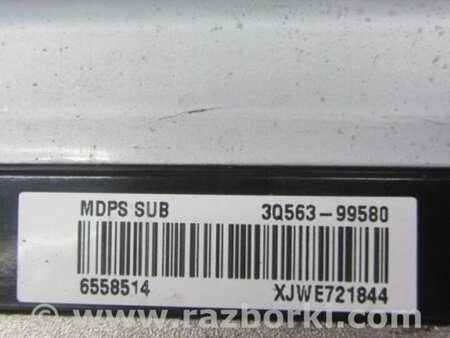 MDPS SUB 3Q563-99580
6558514 XJWE721844
www.razborki.com